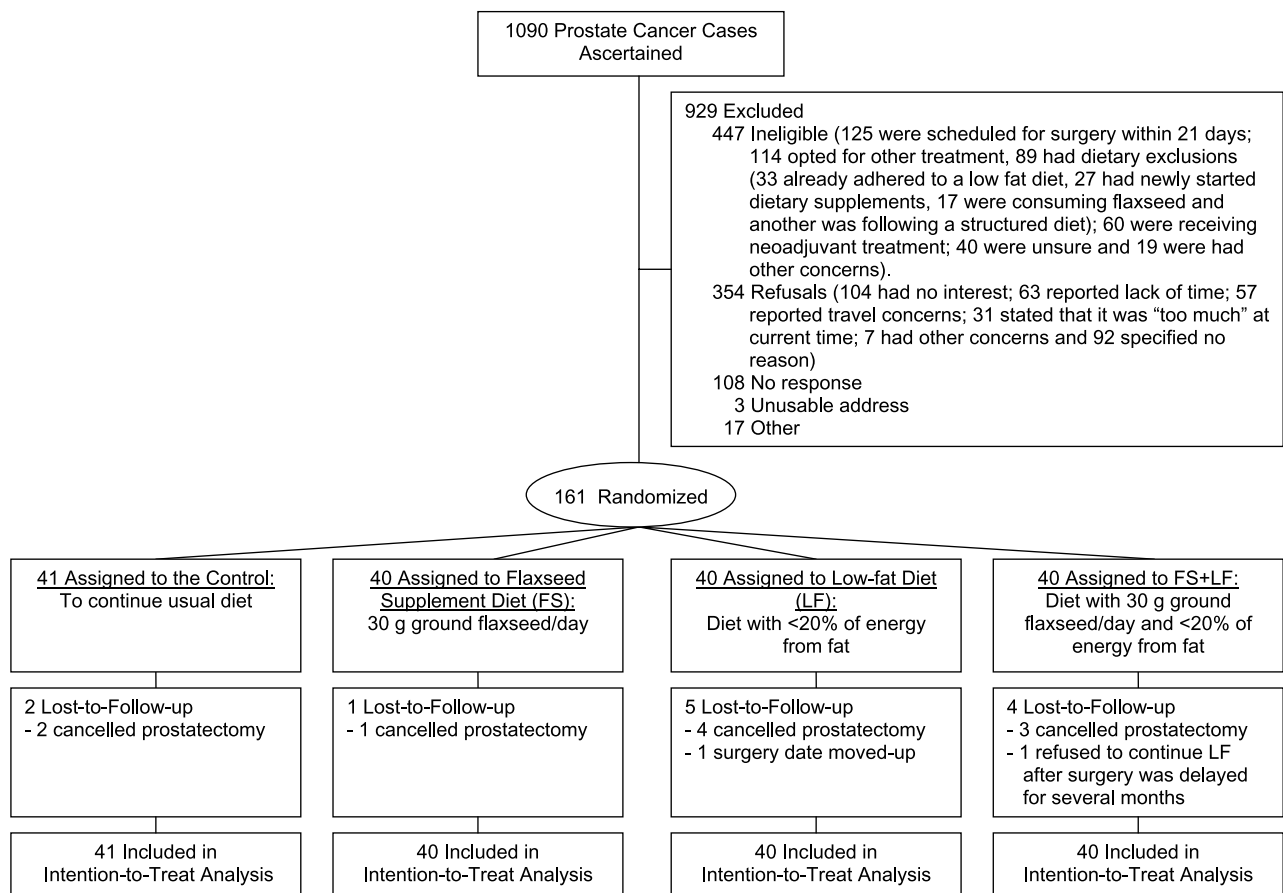 1090 Prostate Cancer Cases
Ascertained
929 Excluded
447 Ineligible (125 were scheduled for surgery within 21 days;
114 opted for other treatment, 89 had dietary exclusions
(33 already adhered to a low fat diet, 27 had newly started
dietary supplements, 17 were consuming flaxseed and
another was following a structured diet); 60 were receiving
neoadjuvant treatment; 40 were unsure and 19 were had
other concerns).
354 Refusals (104 had no interest; 63 reported lack of time; 57
reported travel concerns; 31 stated that it was “too much” at
current time; 7 had other concerns and 92 specified no
reason)
108 No response
3 Unusable address
17 Other
161 Randomized
41 Assigned to the Control:
To continue usual diet
40 Assigned to Flaxseed
Supplement Diet (FS):
30 g ground flaxseed/day
40 Assigned to Low-fat Diet
(LF):
Diet with <20% of energy
from fat
40 Assigned to FS+LF:
Diet with 30 g ground
flaxseed/day and <20% of
energy from fat
2 Lost-to-Follow-up
- 2 cancelled prostatectomy
1 Lost-to-Follow-up
- 1 cancelled prostatectomy
5 Lost-to-Follow-up
- 4 cancelled prostatectomy
- 1 surgery date moved-up
4 Lost-to-Follow-up
- 3 cancelled prostatectomy
- 1 refused to continue LF
after surgery was delayed
for several months
41 Included in
Intention-to-Treat Analysis
40 Included in
Intention-to-Treat Analysis
40 Included in
Intention-to-Treat Analysis
40 Included in
Intention-to-Treat Analysis